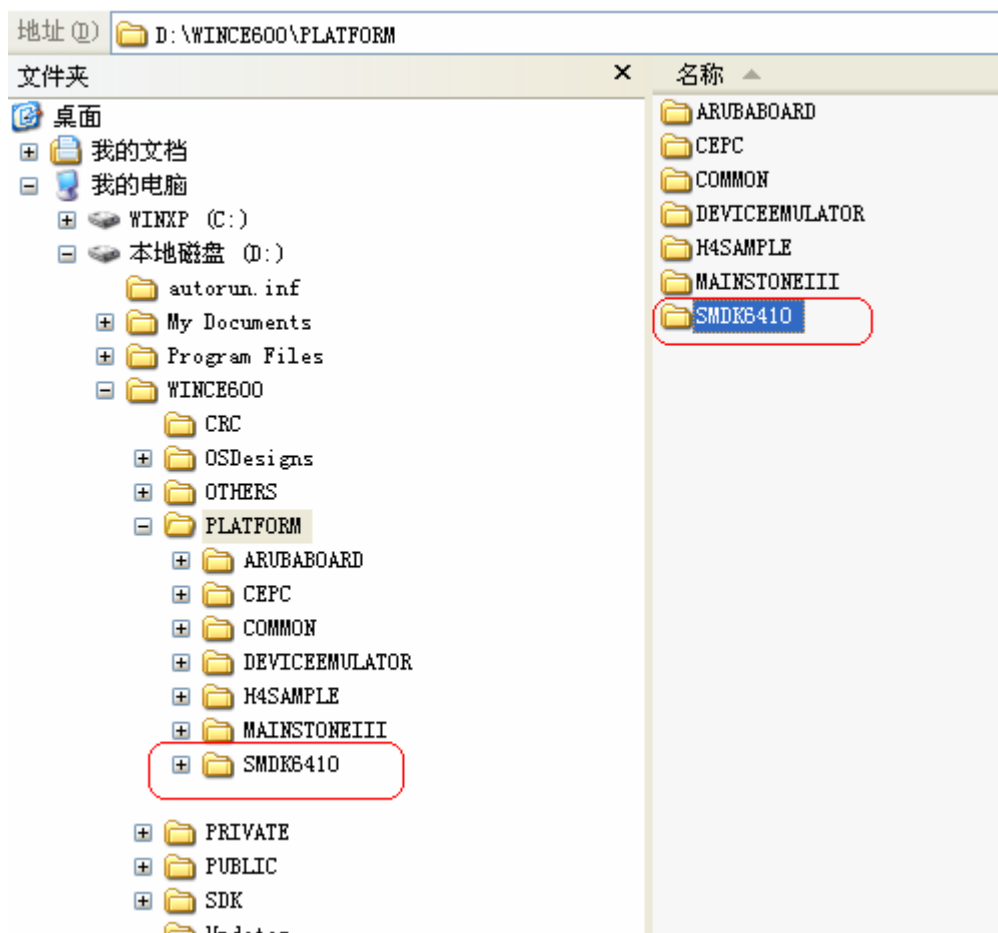 地址(D) D:\WINCE600\PLATFORM
文件夹
桌面
我的文档
我的电脑
WINXP (C:)
本地磁盘 (D:)
autorun.inf
My Documents
Program Files
WINCE600
CRC
OSDesigns
OTHERS
PLATFORM
ARUBABOARD
CEPC
COMMON
DEVICEEMULATOR
H4SAMPLE
MAINSTONEIII
SMDK6410
PRIVATE
PUBLIC
SDK
名称
ARUBABOARD
CEPC
COMMON
DEVICEEMULATOR
H4SAMPLE
MAINSTONEIII
SMDK6410